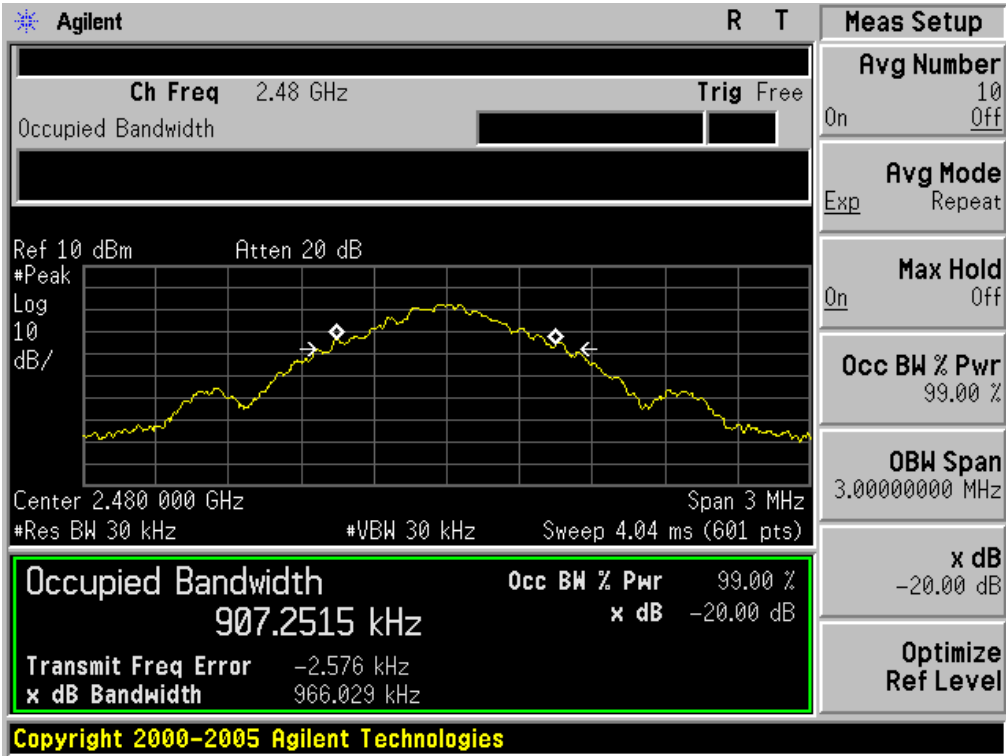 Agilent R T
Ch Freq 2.48 GHz Trig Free
Occupied Bandwidth
Ref 10 dBm Atten 20 dB
#Peak
Log
10
dB/
Center 2.480 000 GHz Span 3 MHz
#Res BW 30 kHz #VBW 30 kHz Sweep 4.04 ms (601 pts)
Occupied Bandwidth
907.2515 kHz
Occ BW % Pwr 99.00 %
x dB -20.00 dB
Transmit Freq Error -2.576 kHz
x dB Bandwidth 966.029 kHz
Copyright 2000-2005 Agilent Technologies
Meas Setup
Avg Number
10
On Off
Avg Mode
Exp Repeat
Max Hold
On Off
Occ BW % Pwr
99.00 %
OBW Span
3.00000000 MHz
x dB
-20.00 dB
Optimize
Ref Level